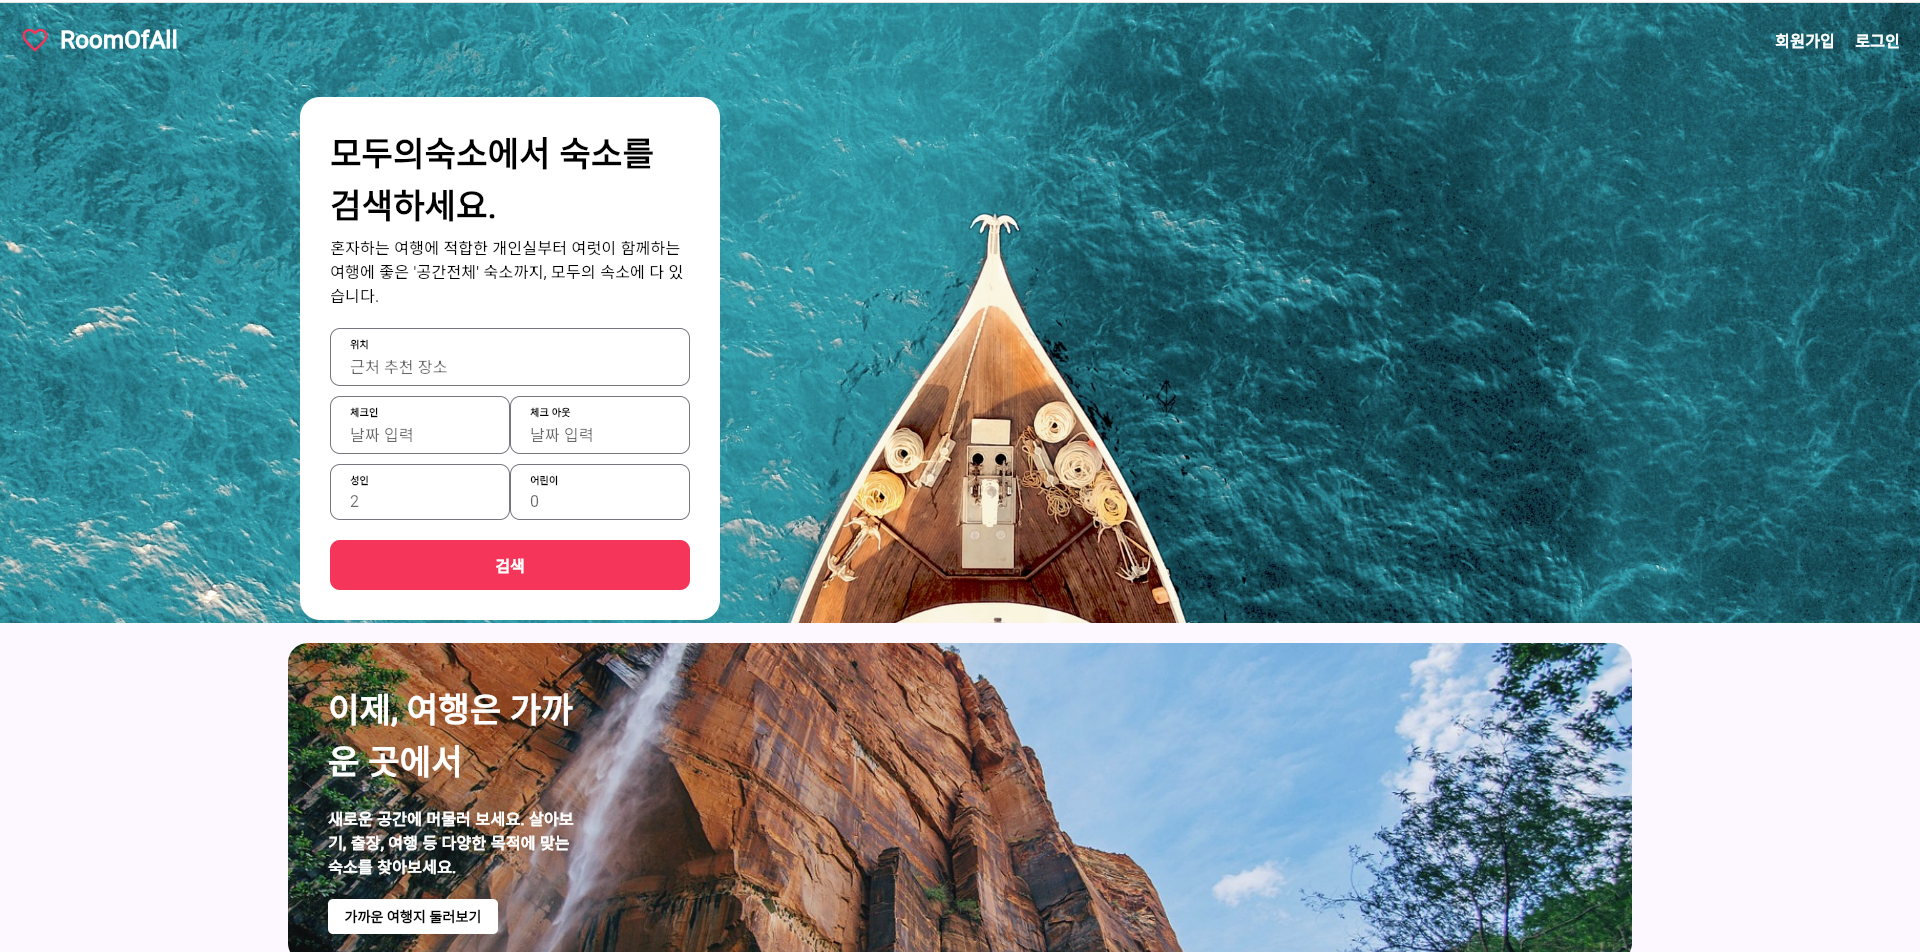 RoomOfAll
회원가입 로그인
모두의숙소에서 숙소를
검색하세요.
혼자하는 여행에 적합한 개인실부터 여럿이 함께하는
여행에 좋은 '공간전체' 숙소까지, 모두의 속소에 다 있
습니다.
위치
근처 추천 장소
체크인 체크 아웃
날짜 입력 날짜 입력
성인 어린이
2 0
검색
이제, 여행은 가까
운 곳에서
새로운 공간에 머물러 보세요. 살아보
기, 출장, 여행 등 다양한 목적에 맞는
숙소를 찾아보세요.
가까운 여행지 둘러보기